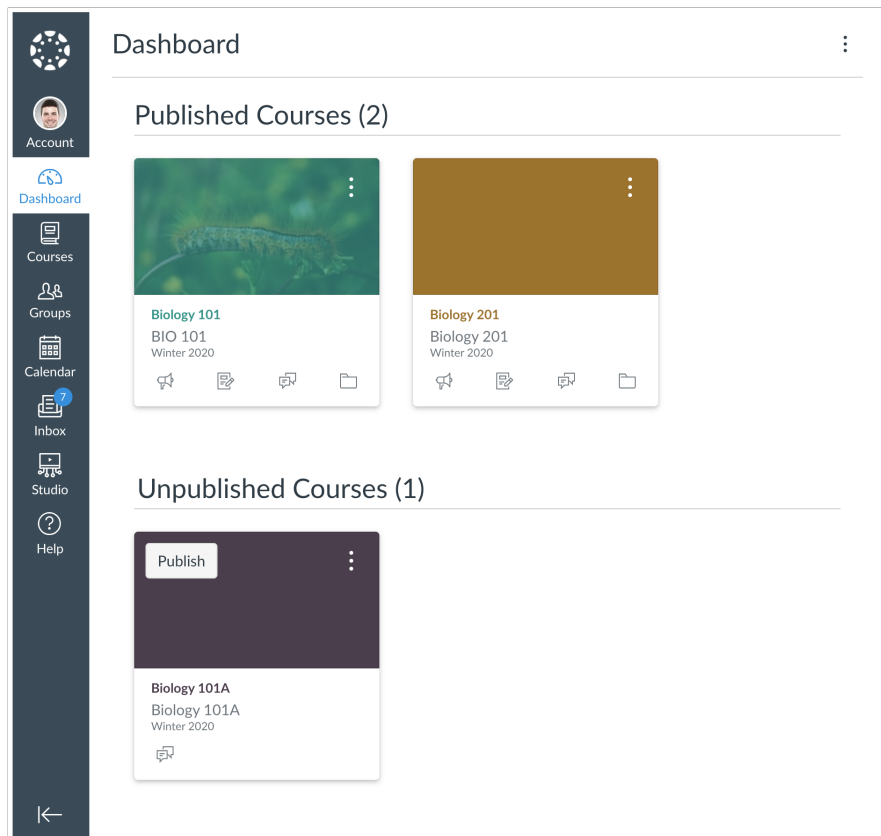 Dashboard
Account
Dashboard
Courses
Groups
Calendar
7
Inbox
Studio
Help
Published Courses (2)
Biology 101
BIO 101
Winter 2020
Biology 201
Biology 201
Winter 2020
Unpublished Courses (1)
Publish
Biology 101A
Biology 101A
Winter 2020